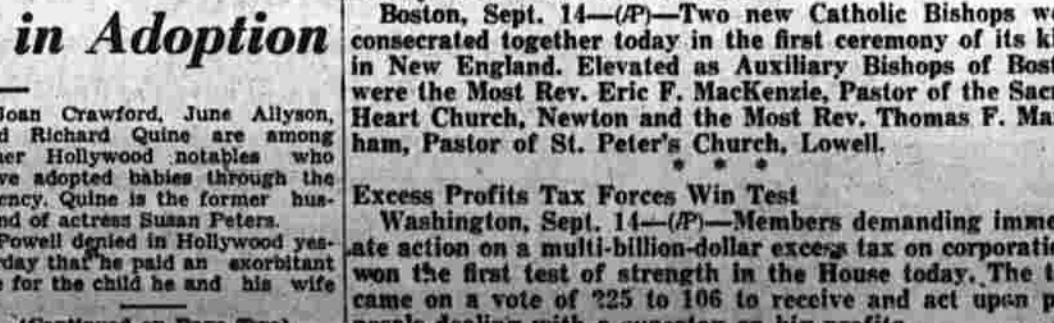 in Adoption
Joan Crawford, June Allyson,
Richard Quine are among
Hollywood notables who
adopted babies through the
Quine is the former hus-
of actress Susan Peters.
Powell denied in Hollywood yes-
that he paid an exorbitant
for the child he and his wife
Boston, Sept. 14—(AP)—Two new Catholic Bishops
consecrated together today in the first ceremony of its
in New England. Elevated as Auxiliary Bishops of
were the Most Rev. Eric F. MacKenzie, Pastor of the
Heart Church, Newton and the Most Rev. Thomas F.
ham, Pastor of St. Peter's Church, Lowell.
* * *
Excess Profits Tax Forces Win Test
Washington, Sept. 14—(AP)—Members demanding
ate action on a multi-billion-dollar excess tax on
won the first test of strength in the House today. The
came on a vote of 225 to 106 to receive and act upon